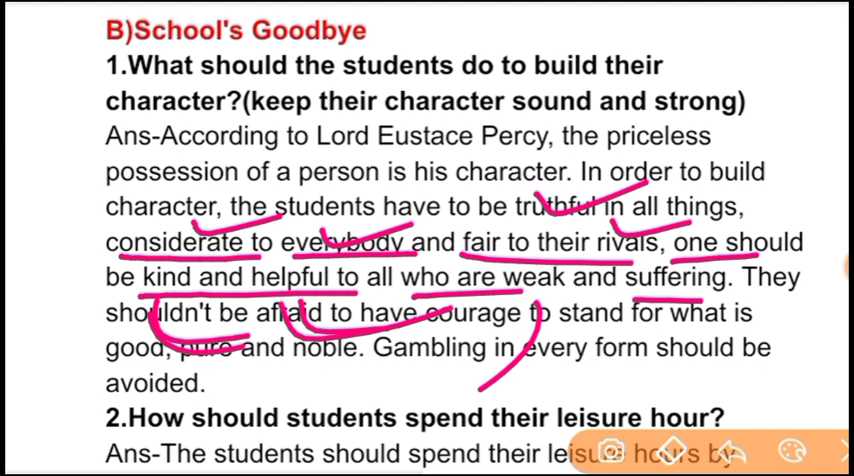 B)School's Goodbye
1.What should the students do to build their
character?(keep their character sound and strong)
Ans-According to Lord Eustace Percy, the priceless
possession of a person is his character. In order to build
character, the students have to be truthful in all things,
considerate to everybody and fair to their rivals, one should
be kind and helpful to all who are weak and suffering. They
shouldn't be afraid to have courage to stand for what is
good, pure and noble. Gambling in every form should be
avoided.
2.How should students spend their leisure hour?
Ans-The students should spend their leisure hours by